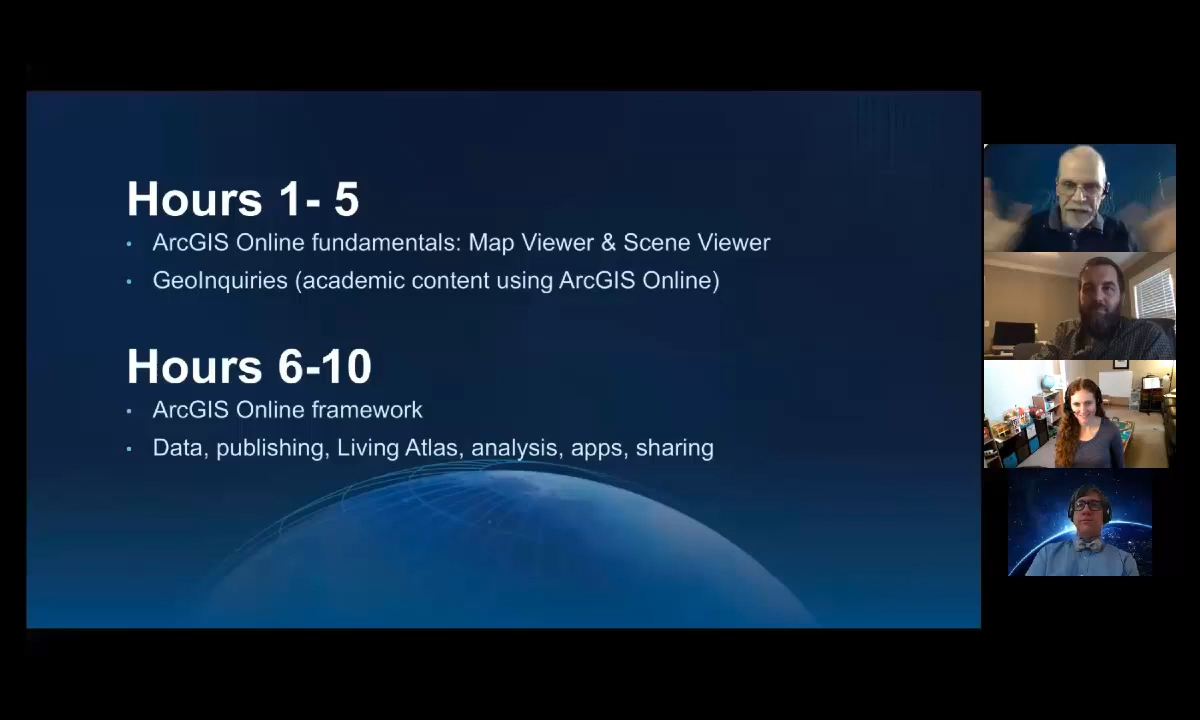 Hours 1- 5
• ArcGIS Online fundamentals: Map Viewer & Scene Viewer
• GeoInquiries (academic content using ArcGIS Online)
Hours 6-10
• ArcGIS Online framework
• Data, publishing, Living Atlas, analysis, apps, sharing